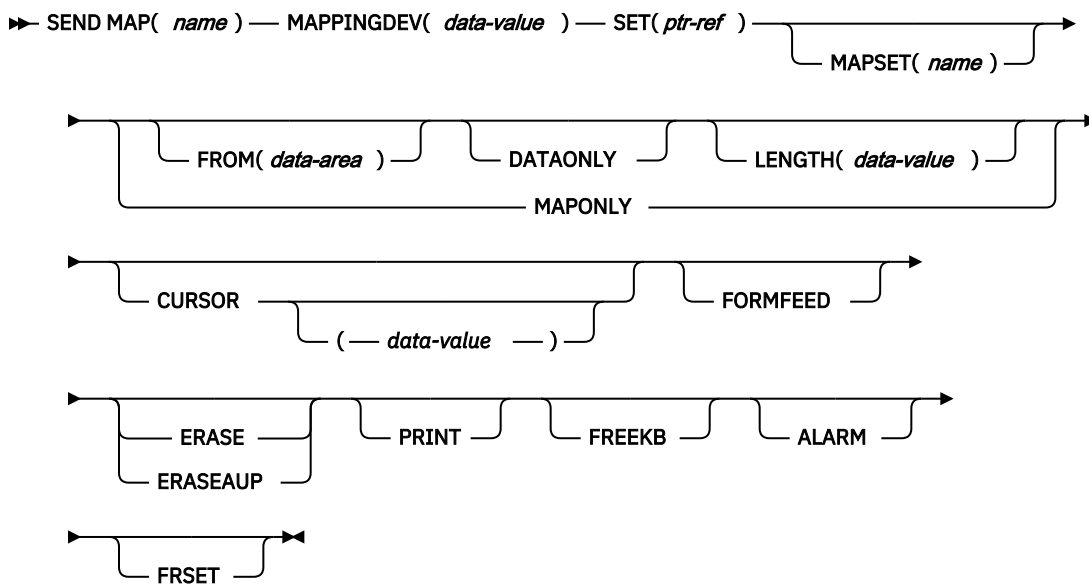 SEND MAP( name ) MAPPINGDEV( data-value ) SET( ptr-ref )
MAPSET( name )
FROM( data-area ) DATAONLY LENGTH( data-value )
MAPONLY
CURSOR FORMFEED
( data-value )
ERASE PRINT FREEKB ALARM
ERASEAUP
FRSET